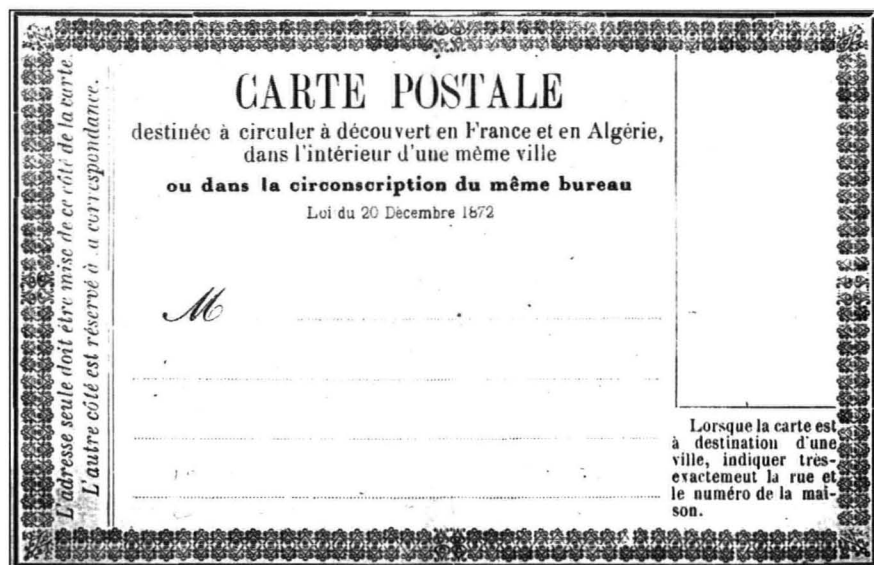 L'adresse seule doit être mise de ce côté de la carte.
L'autre côté est réservé à la correspondance.
CARTE POSTALE
destinée à circuler à découvert en France et en Algérie,
dans l'intérieur d'une même ville
ou dans la circonscription du même bureau
Loi du 20 Décembre 1872
M
Lorsque la carte est
à destination d'une
ville, indiquer très-
exactement la rue et
le numéro de la mai-
son.